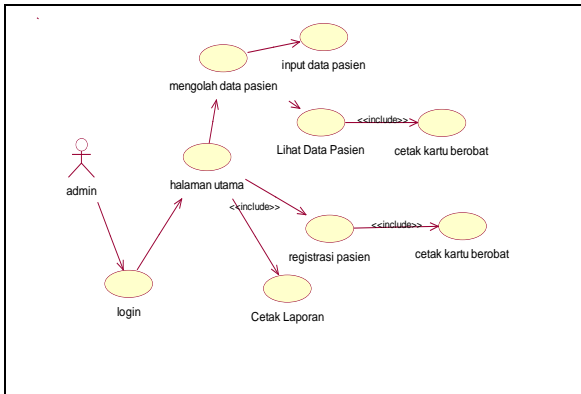 input data pasien
mengolah data pasien
<<include>>
Lihat Data Pasien
cetak kartu berobat
admin
halaman utama
<<include>>
<<include>>
registrasi pasien
cetak kartu berobat
login
Cetak Laporan